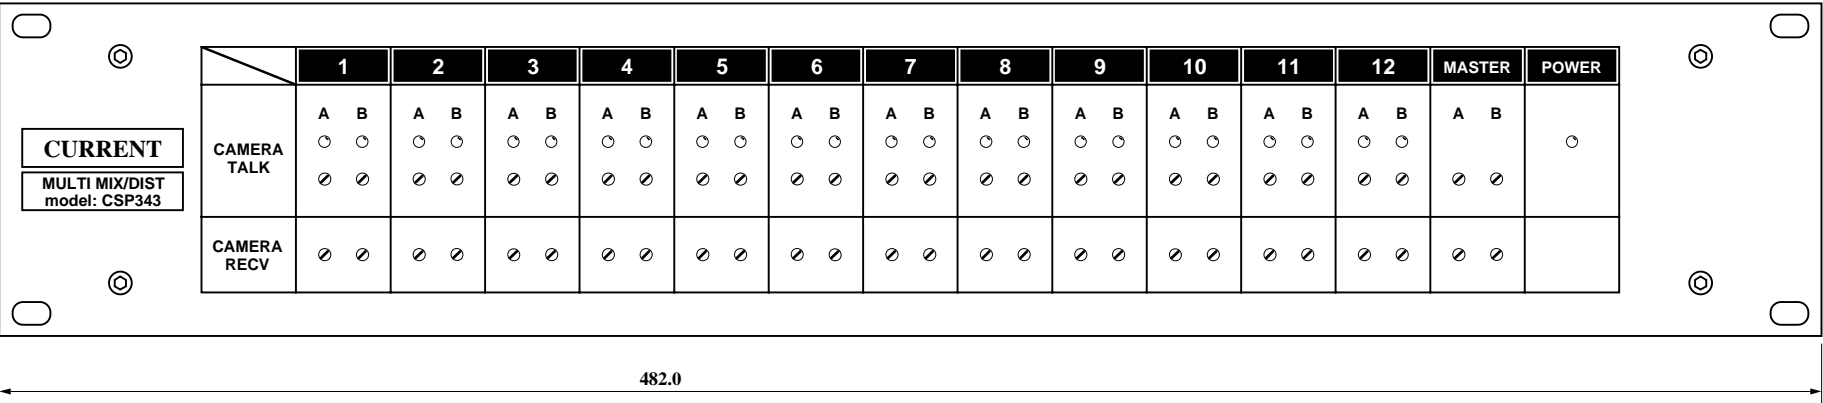 1 2 3 4 5 6 7 8 9 10 11 12 MASTER POWER
A B A B A B A B A B A B A B A B A B A B A B A B A B
CURRENT
MULTI MIX/DIST
model: CSP343
CAMERA
TALK
CAMERA
RECV
482.0